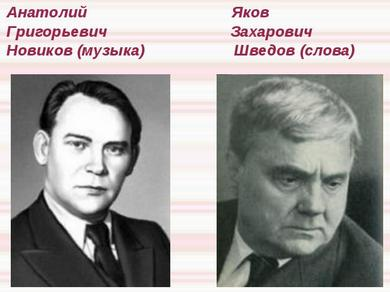 Анатолий
Григорьевич
Новиков (музыка)
Яков
Захарович
Шведов (слова)